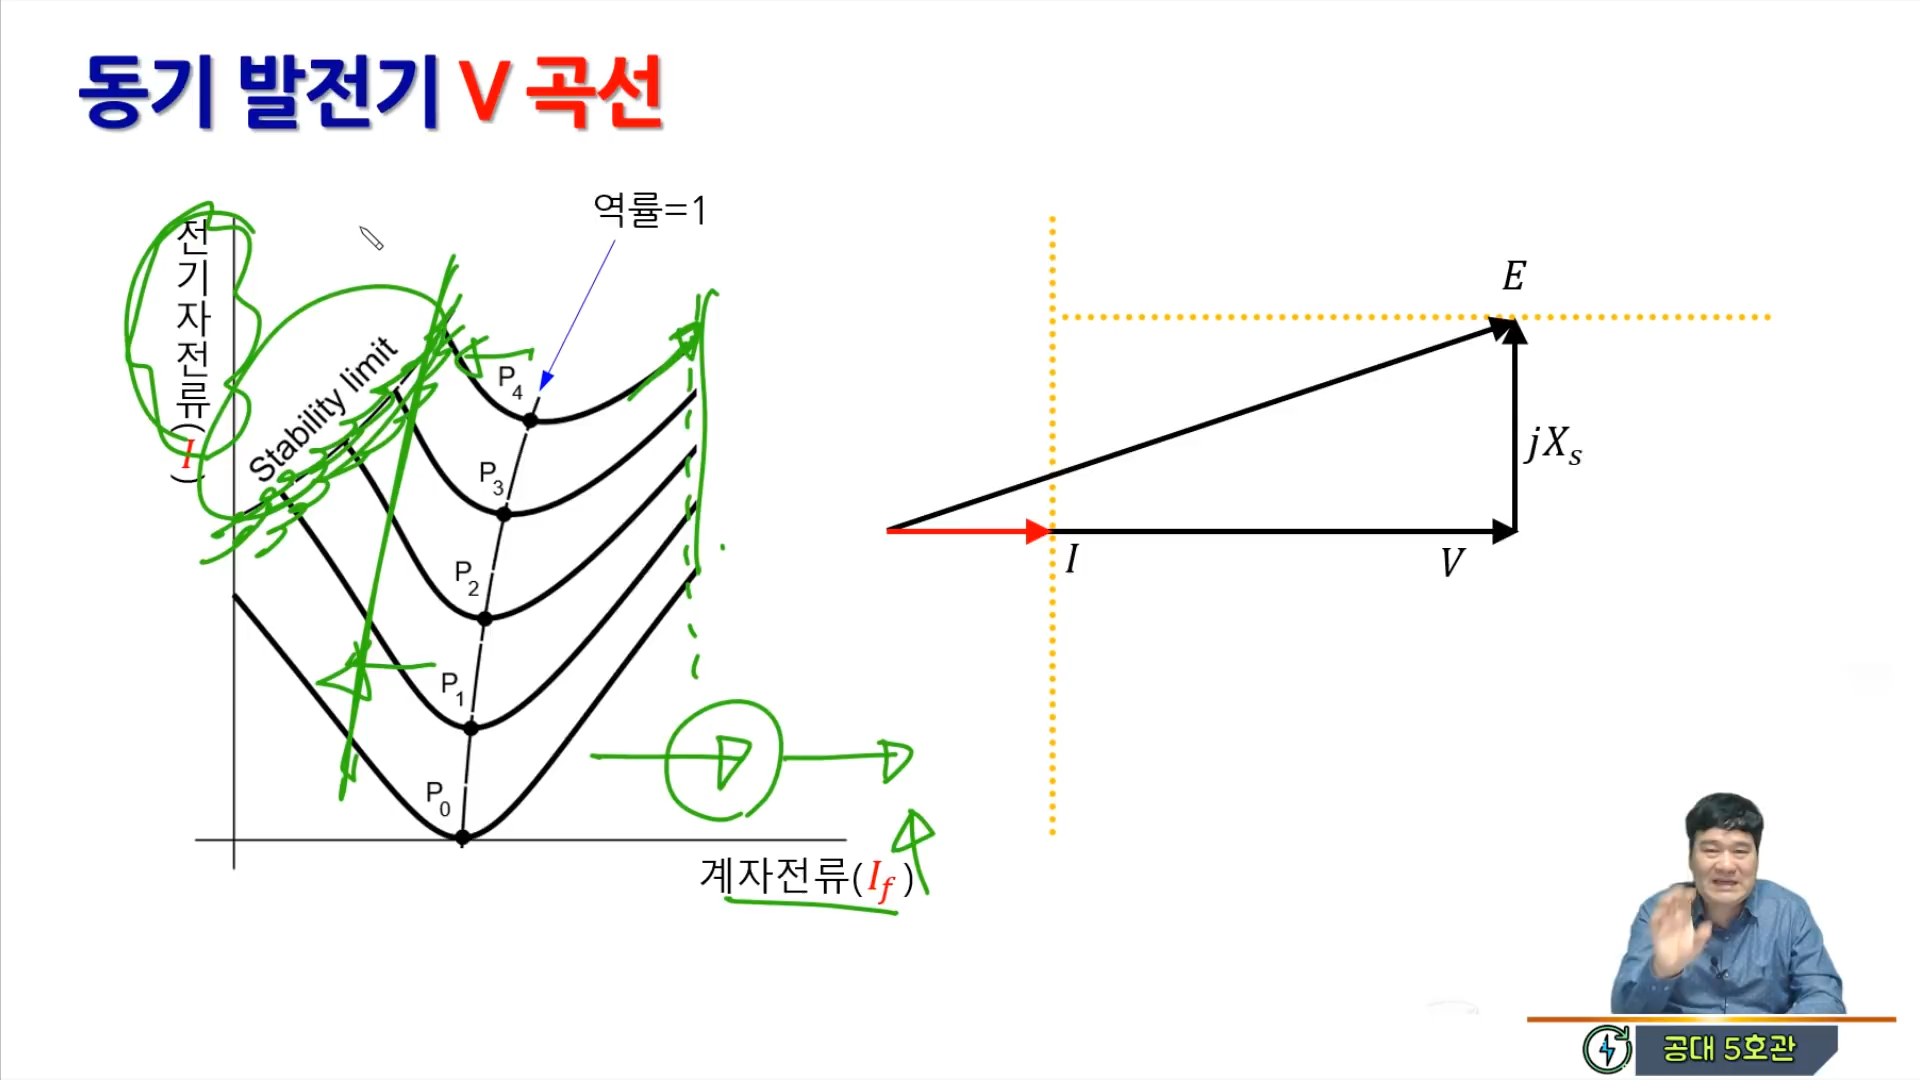 동기 발전기 V 곡선
역률=1
전기자전류(I)
Stability limit
P4
P3
P2
P1
P0
계자전류(If)
E
jXs
I
V
공대 5호관